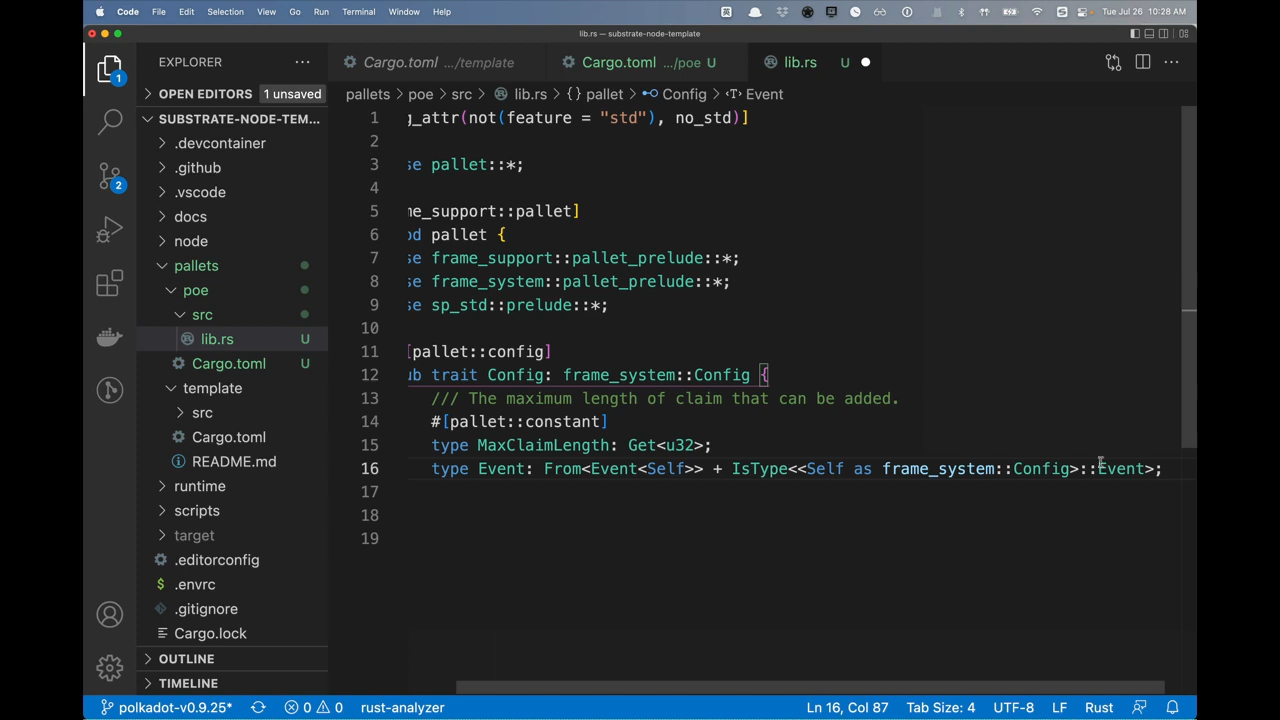 Code File Edit Selection View Go Run Terminal Window Help
英 Tue Jul 26 10:28 AM
lib.rs — substrate-node-template
EXPLORER
Cargo.toml .../template
Cargo.toml .../poe U
lib.rs U
OPEN EDITORS 1 unsaved
pallets > poe > src > lib.rs > {} pallet > Config > Event
SUBSTRATE-NODE-TEM...
.devcontainer
.github
.vscode
docs
node
pallets
poe
src
lib.rs U
Cargo.toml U
template
src
Cargo.toml
README.md
runtime
scripts
target
.editorconfig
.envrc
.gitignore
Cargo.lock
OUTLINE
TIMELINE
1
2
1 g_attr(not(feature = "std"), no_std)]
2
3 se pallet::*;
4
5 me_support::pallet]
6 od pallet {
7 se frame_support::pallet_prelude::*;
8 se frame_system::pallet_prelude::*;
9 se sp_std::prelude::*;
10
11 [pallet::config]
12 ub trait Config: frame_system::Config {
13 /// The maximum length of claim that can be added.
14 #[pallet::constant]
15 type MaxClaimLength: Get<u32>;
16 type Event: From<Event<Self>> + IsType<<Self as frame_system::Config>::Event>;
17
18
19
polkadot-v0.9.25* 0 0 rust-analyzer Ln 16, Col 87 Tab Size: 4 UTF-8 LF Rust